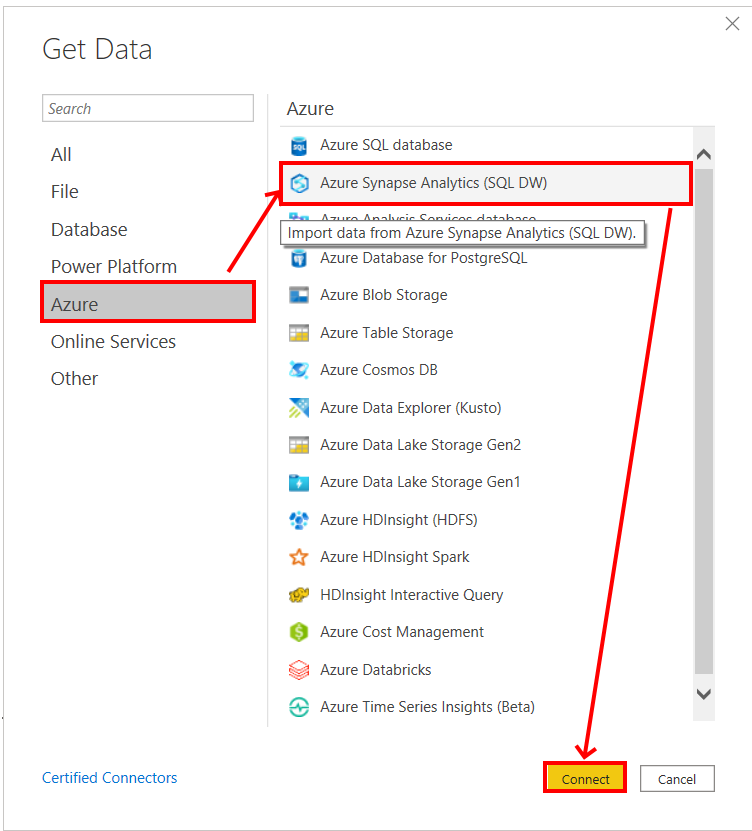 Get Data
Search
All
File
Database
Power Platform
Azure
Online Services
Other
Azure
Azure SQL database
Azure Synapse Analytics (SQL DW)
Azure Analysis Services database
Import data from Azure Synapse Analytics (SQL DW).
Azure Database for PostgreSQL
Azure Blob Storage
Azure Table Storage
Azure Cosmos DB
Azure Data Explorer (Kusto)
Azure Data Lake Storage Gen2
Azure Data Lake Storage Gen1
Azure HDInsight (HDFS)
Azure HDInsight Spark
HDInsight Interactive Query
Azure Cost Management
Azure Databricks
Azure Time Series Insights (Beta)
Certified Connectors
Connect
Cancel